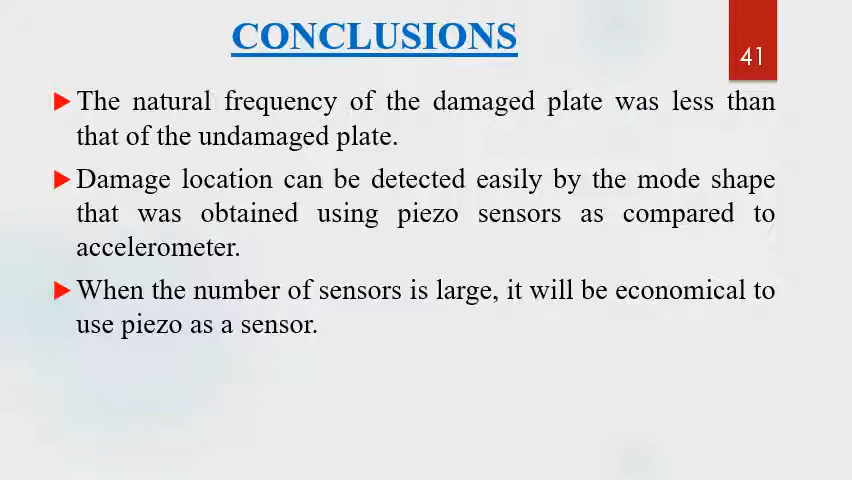 CONCLUSIONS
41
The natural frequency of the damaged plate was less than
that of the undamaged plate.
Damage location can be detected easily by the mode shape
that was obtained using piezo sensors as compared to
accelerometer.
When the number of sensors is large, it will be economical to
use piezo as a sensor.